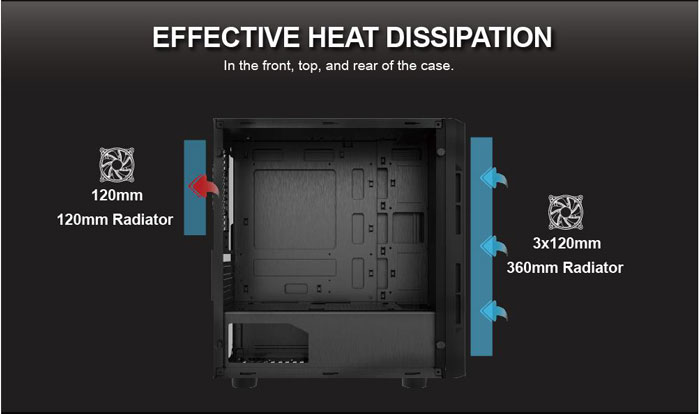 EFFECTIVE HEAT DISSIPATION
In the front, top, and rear of the case.
120mm
120mm Radiator
3x120mm
360mm Radiator